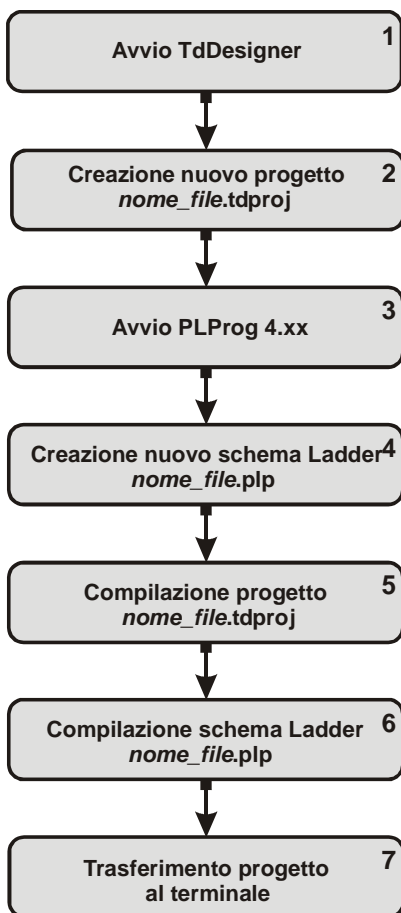 1
Avvio TdDesigner
2
Creazione nuovo progetto
nome_file.tdproj
3
Avvio PLProg 4.xx
4
Creazione nuovo schema Ladder
nome_file.plp
5
Compilazione progetto
nome_file.tdproj
6
Compilazione schema Ladder
nome_file.plp
7
Trasferimento progetto
al terminale